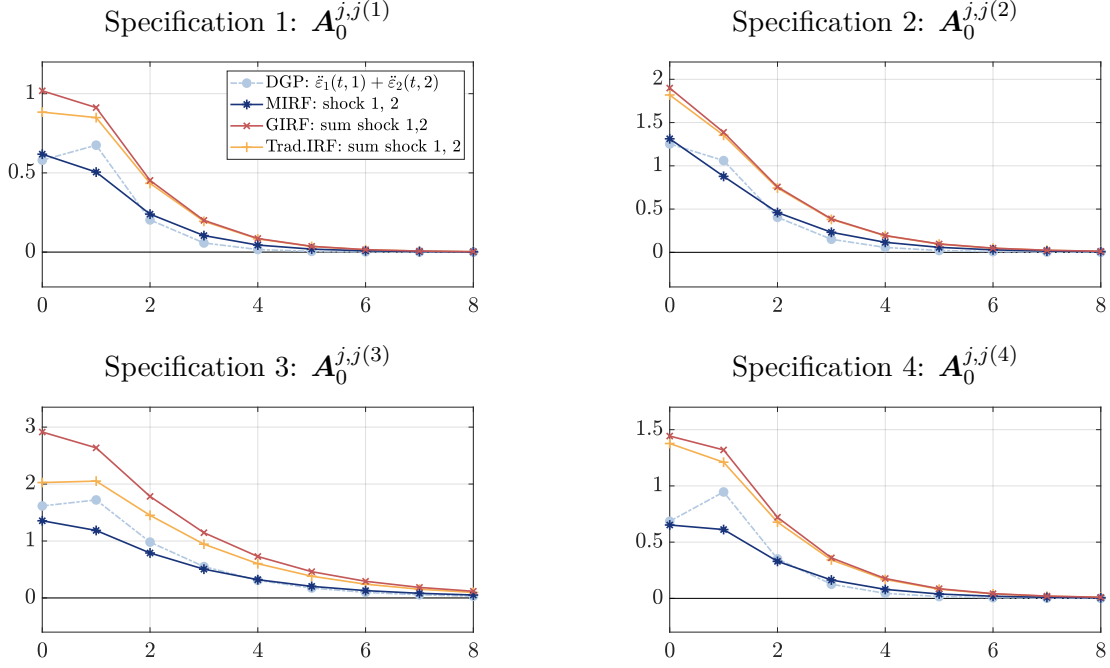 Specification 1: A_0^{j,j(1)}
1
0.5
0
DGP: ε̈₁(t, 1) + ε̈₂(t, 2)
MIRF: shock 1, 2
GIRF: sum shock 1,2
Trad.IRF: sum shock 1, 2
0 2 4 6 8
Specification 2: A_0^{j,j(2)}
2
1.5
1
0.5
0
0 2 4 6 8
Specification 3: A_0^{j,j(3)}
3
2
1
0
0 2 4 6 8
Specification 4: A_0^{j,j(4)}
1.5
1
0.5
0
0 2 4 6 8